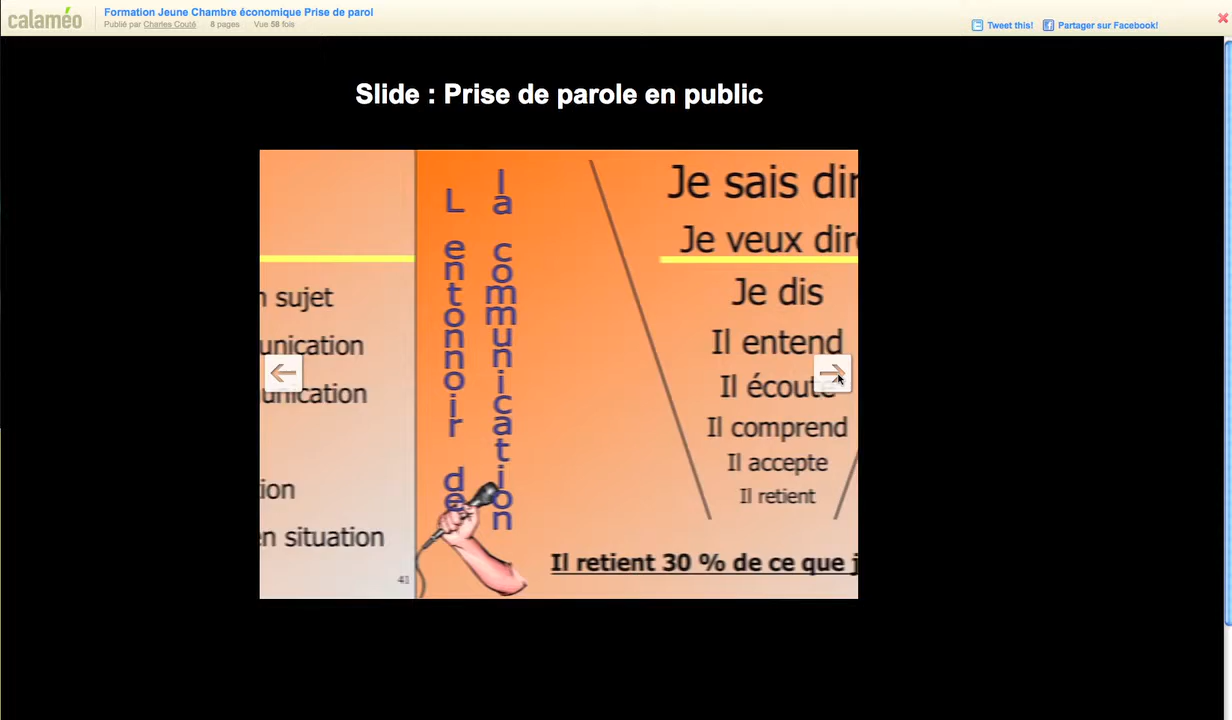 calaméo
Formation Jeune Chambre économique Prise de parol
Publié par Charles Couté 8 pages Vue 58 fois
Tweet this! Partager sur Facebook!
Slide : Prise de parole en public
sujet
unication
unication
ion
en situation
41
L entonnoir de
la communication
Je sais dir
Je veux dire
Je dis
Il entend
Il écoute
Il comprend
Il accepte
Il retient
Il retient 30 % de ce que j